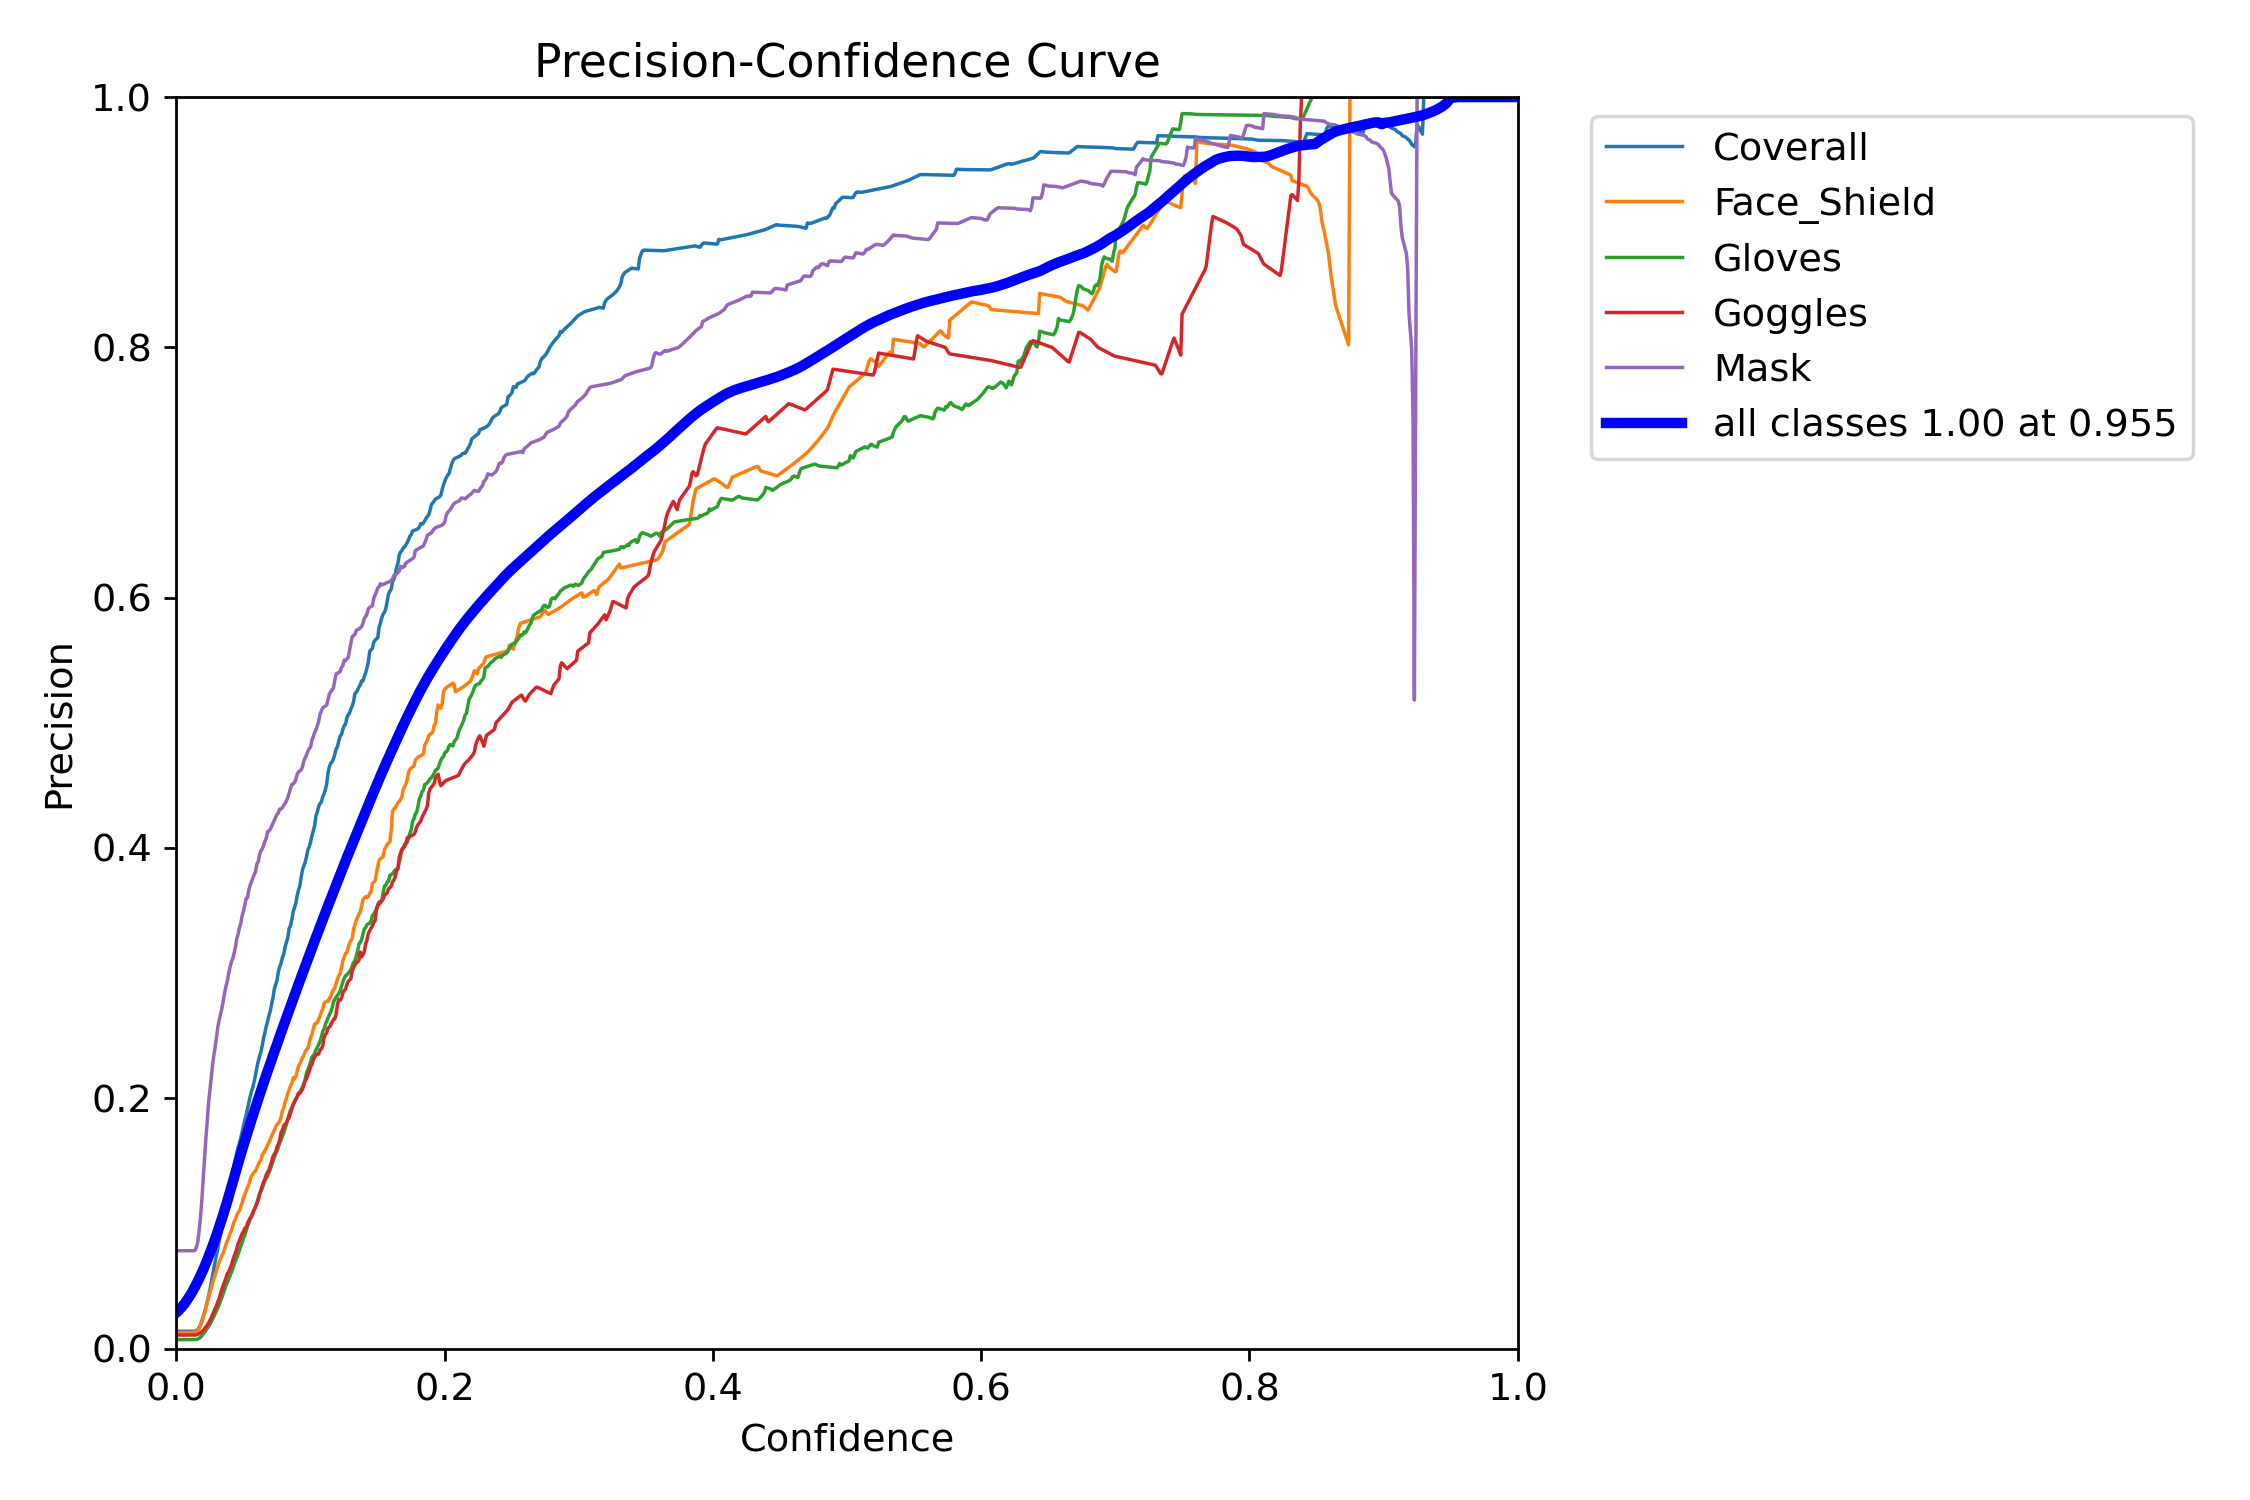 Precision-Confidence Curve
1.0
0.8
0.6
0.4
0.2
0.0
Precision
0.0 0.2 0.4 0.6 0.8 1.0
Confidence
Coverall
Face_Shield
Gloves
Goggles
Mask
all classes 1.00 at 0.955